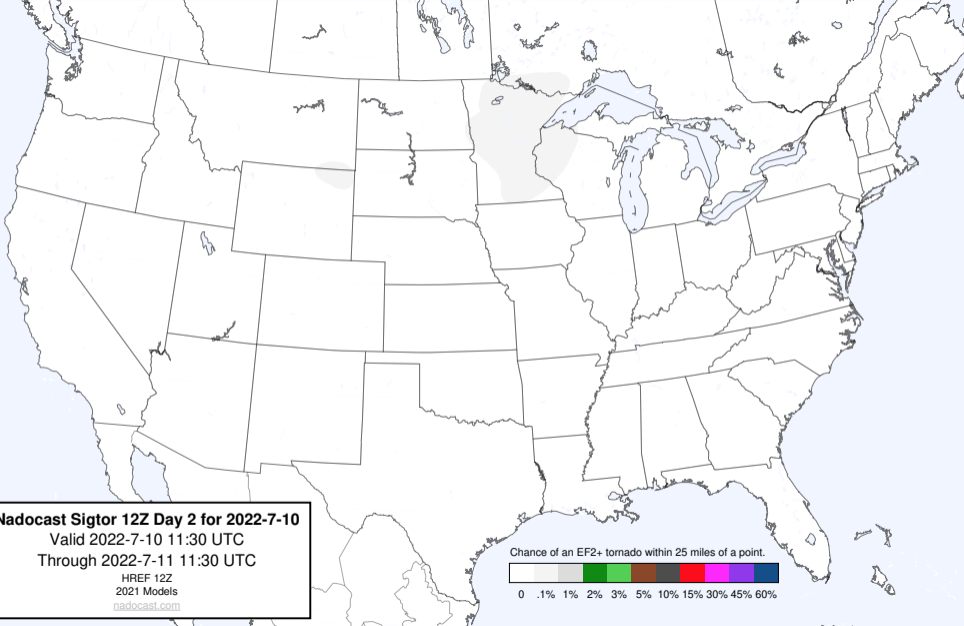 Nadocast Sigtor 12Z Day 2 for 2022-7-10
Valid 2022-7-10 11:30 UTC
Through 2022-7-11 11:30 UTC
HREF 12Z
2021 Models
nadocast.com
Chance of an EF2+ tornado within 25 miles of a point.
0 .1% 1% 2% 3% 5% 10% 15% 30% 45% 60%